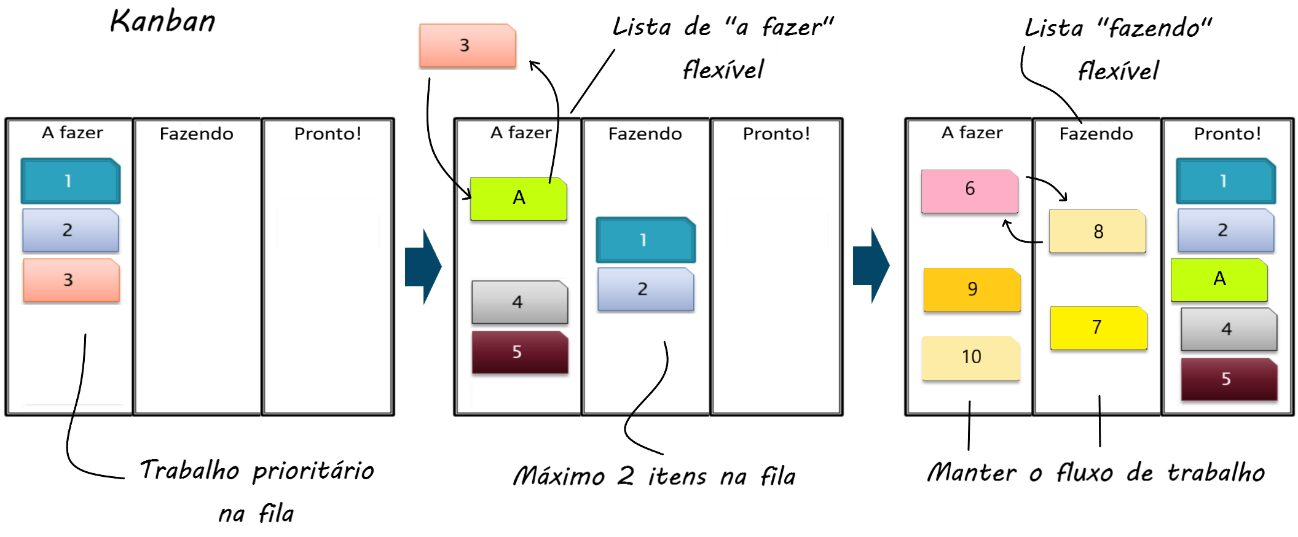 Kanban
A fazer
Fazendo
Pronto!
1
2
3
Trabalho prioritário
na fila
3
Lista de "a fazer"
flexível
A fazer
Fazendo
Pronto!
A
4
5
1
2
Máximo 2 itens na fila
Lista "fazendo"
flexível
A fazer
Fazendo
Pronto!
6
9
10
8
7
1
2
A
4
5
Manter o fluxo de trabalho